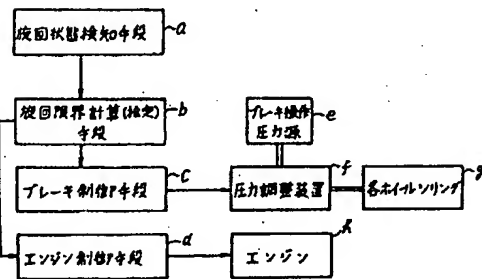 旋回状態検知手段
a
旋回限界計算(推定)
手段
b
ブレーキ操作
圧力源
e
ブレーキ制御手段
c
圧力調整装置
f
各ホイールシリンダ
g
エンジン制御手段
d
エンジン
h